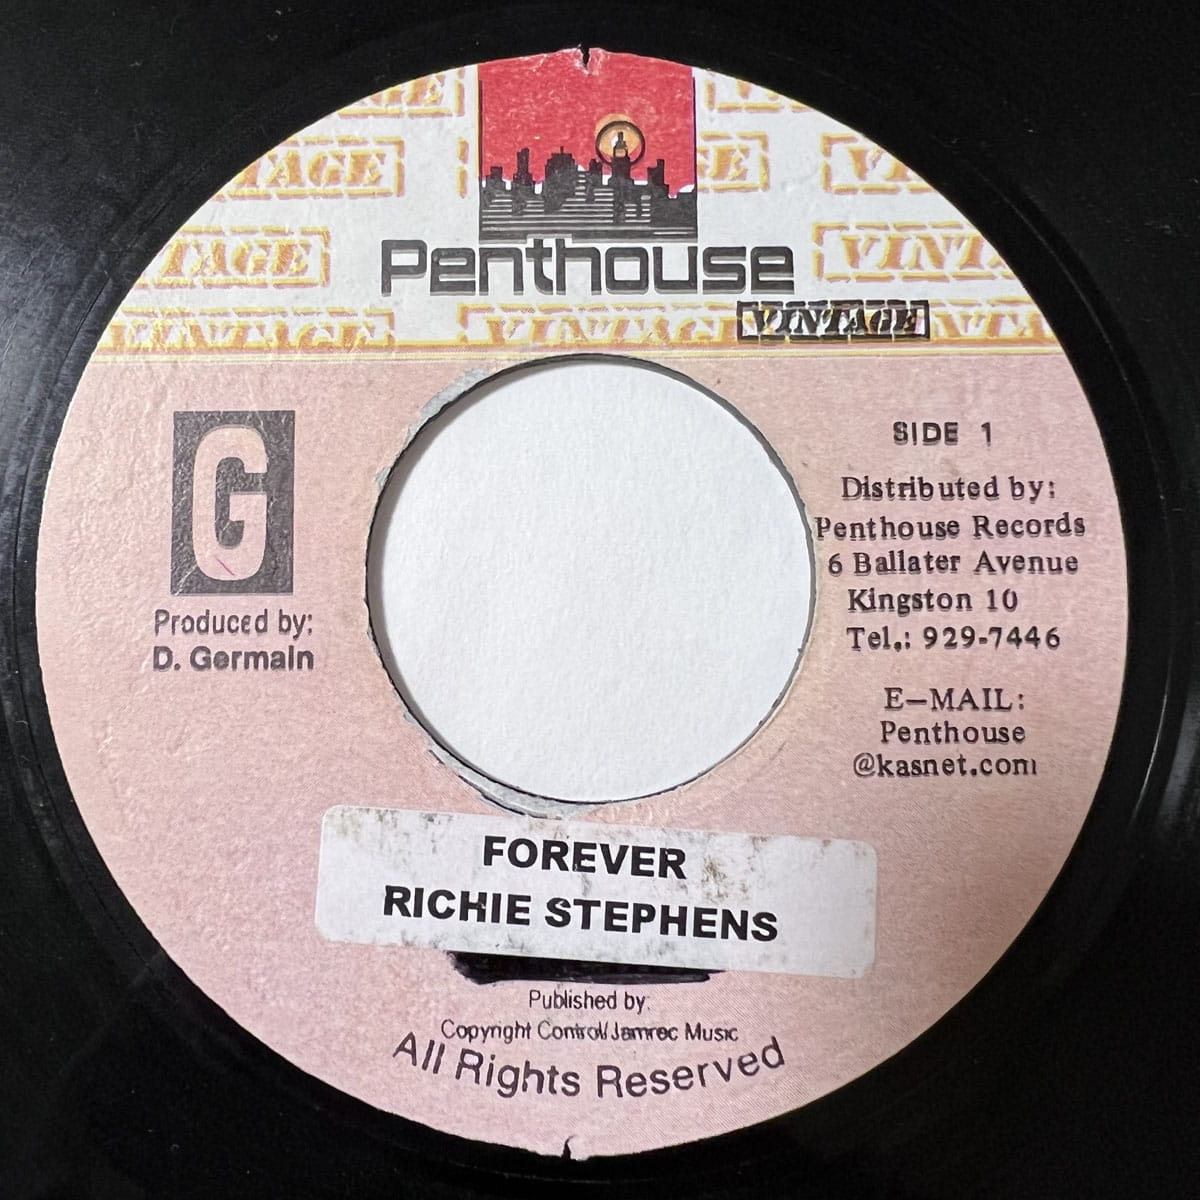 VINTAGE
Penthouse
VINTAGE
G
Produced by:
D. Germain
SIDE 1
Distributed by:
Penthouse Records
6 Ballater Avenue
Kingston 10
Tel.: 929-7446
E-MAIL:
Penthouse
@kasnet.com
FOREVER
RICHIE STEPHENS
Published by:
Copyright Control/Jamrec Music
All Rights Reserved